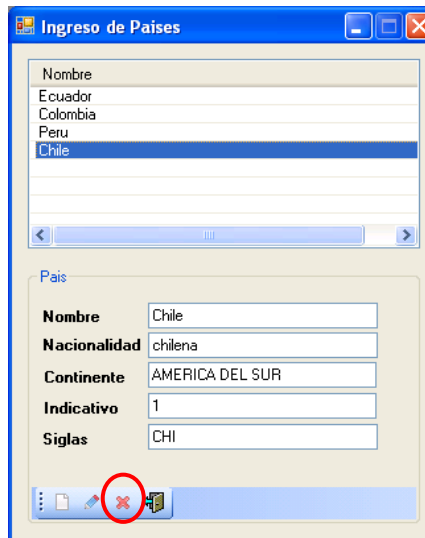 Ingreso de Paises
Nombre
Ecuador
Colombia
Peru
Chile
Pais
Nombre Chile
Nacionalidad chilena
Continente AMERICA DEL SUR
Indicativo 1
Siglas CHI